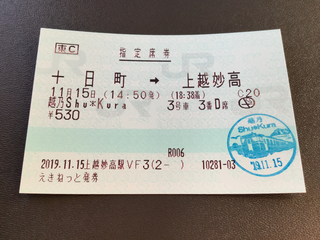 東C
指定席券
十日町 → 上越妙高
11月15日 (14:50発) (18:38着) C20
越乃Shu*Kura 3号車 3番D席
¥530
R006
2019.11.15上越妙高駅VF3(2-) 10281-03
えきねっと発券
越乃
Shu*Kura
'19.11.15